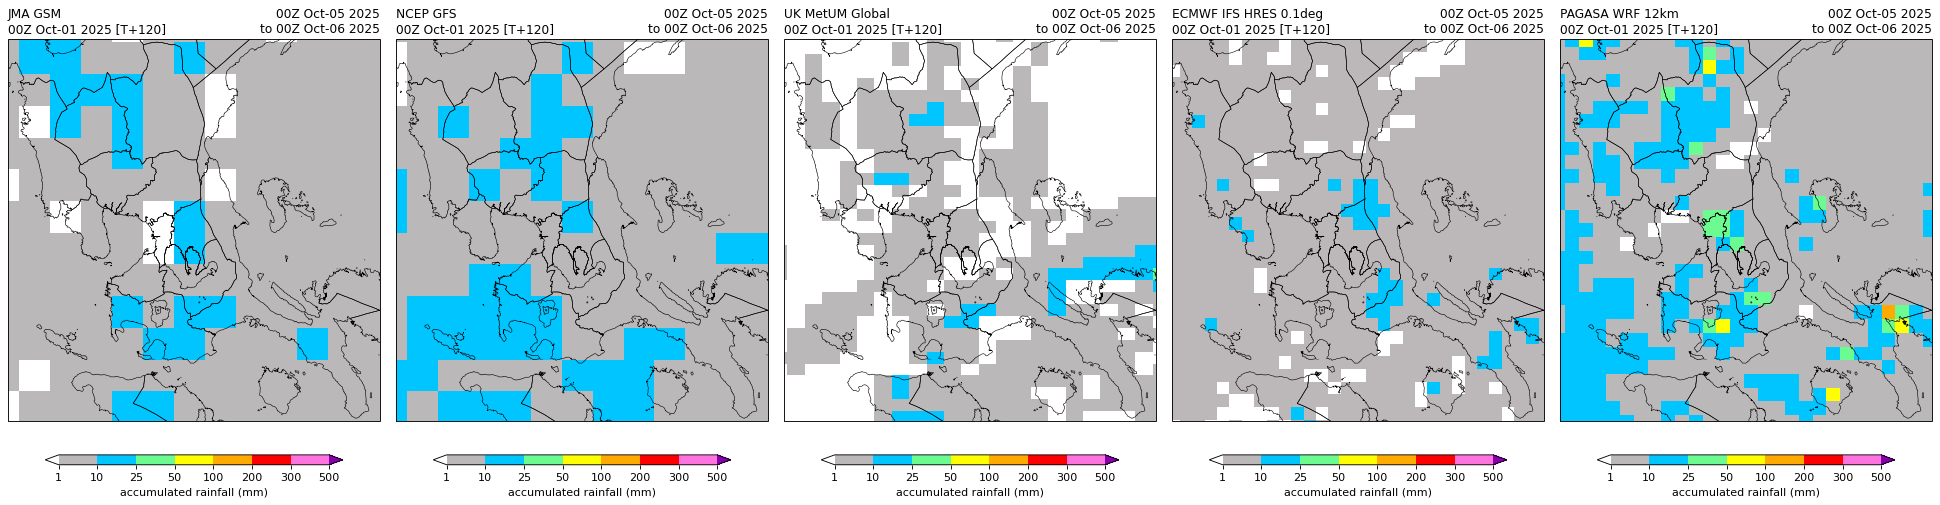 JMA GSM 00Z Oct-05 2025
00Z Oct-01 2025 [T+120] to 00Z Oct-06 2025
NCEP GFS 00Z Oct-05 2025
00Z Oct-01 2025 [T+120] to 00Z Oct-06 2025
UK MetUM Global 00Z Oct-05 2025
00Z Oct-01 2025 [T+120] to 00Z Oct-06 2025
ECMWF IFS HRES 0.1deg 00Z Oct-05 2025
00Z Oct-01 2025 [T+120] to 00Z Oct-06 2025
PAGASA WRF 12km 00Z Oct-05 2025
00Z Oct-01 2025 [T+120] to 00Z Oct-06 2025
1 10 25 50 100 200 300 500
accumulated rainfall (mm)
1 10 25 50 100 200 300 500
accumulated rainfall (mm)
1 10 25 50 100 200 300 500
accumulated rainfall (mm)
1 10 25 50 100 200 300 500
accumulated rainfall (mm)
1 10 25 50 100 200 300 500
accumulated rainfall (mm)